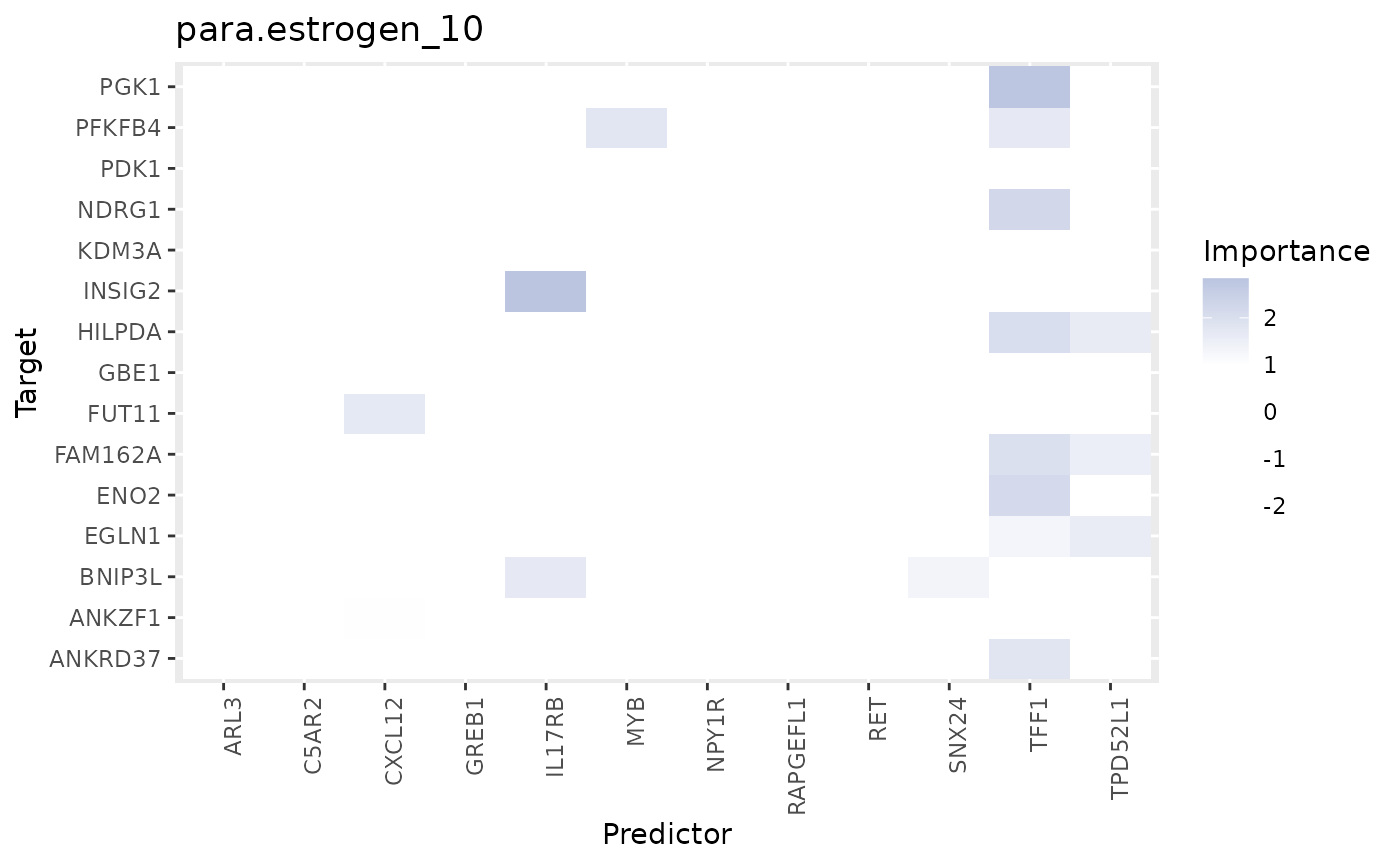 para.estrogen_10
PGK1
PFKFB4
PDK1
NDRG1
KDM3A
INSIG2
HILPDA
GBE1
FUT11
FAM162A
ENO2
EGLN1
BNIP3L
ANKZF1
ANKRD37
Target
ARL3
C5AR2
CXCL12
GREB1
IL17RB
MYB
NPY1R
RAPGEFL1
RET
SNX24
TFF1
TPD52L1
Predictor
Importance
2
1
0
-1
-2